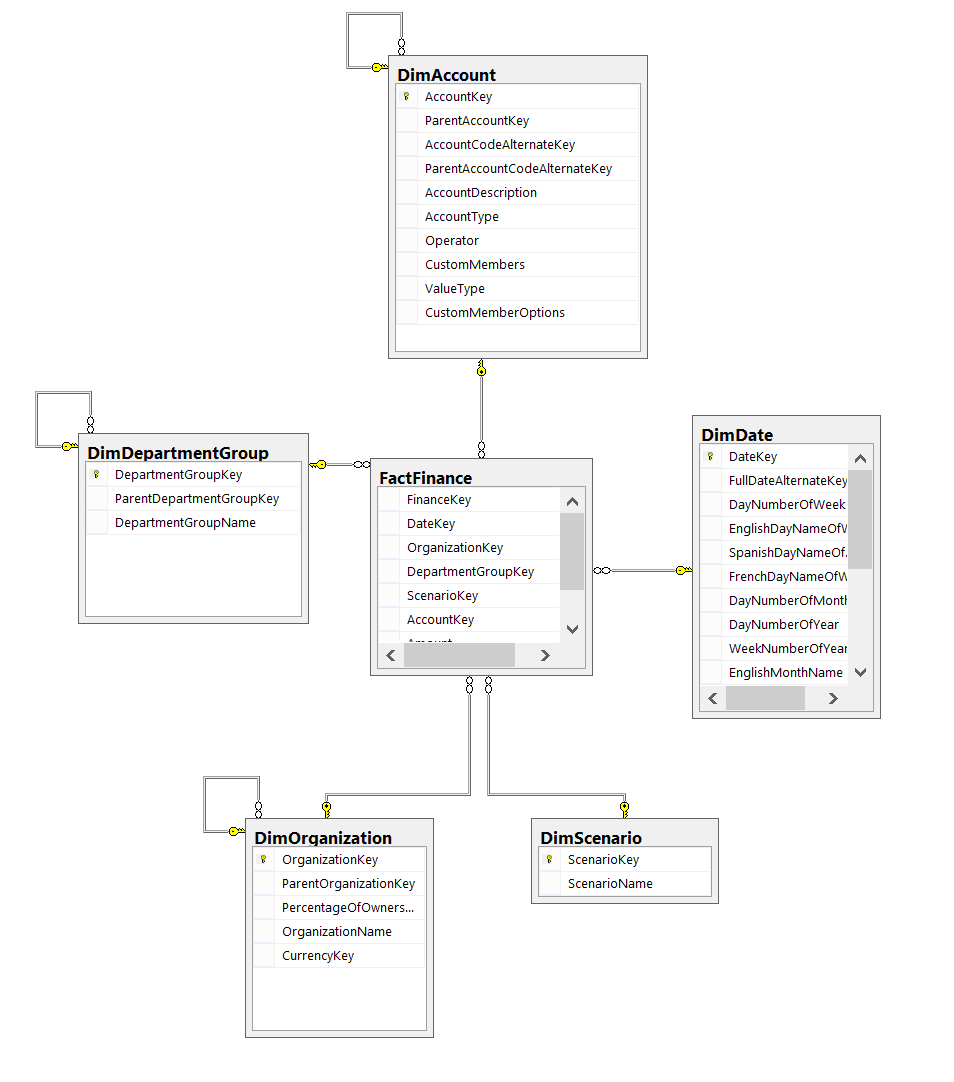 DimAccount
AccountKey
ParentAccountKey
AccountCodeAlternateKey
ParentAccountCodeAlternateKey
AccountDescription
AccountType
Operator
CustomMembers
ValueType
CustomMemberOptions
DimDepartmentGroup
DepartmentGroupKey
ParentDepartmentGroupKey
DepartmentGroupName
FactFinance
FinanceKey
DateKey
OrganizationKey
DepartmentGroupKey
ScenarioKey
AccountKey
Amount
DimDate
DateKey
FullDateAlternateKey
DayNumberOfWeek
EnglishDayNameOfW
SpanishDayNameOf.
FrenchDayNameOfW
DayNumberOfMonth
DayNumberOfYear
WeekNumberOfYear
EnglishMonthName
DimOrganization
OrganizationKey
ParentOrganizationKey
PercentageOfOwners...
OrganizationName
CurrencyKey
DimScenario
ScenarioKey
ScenarioName